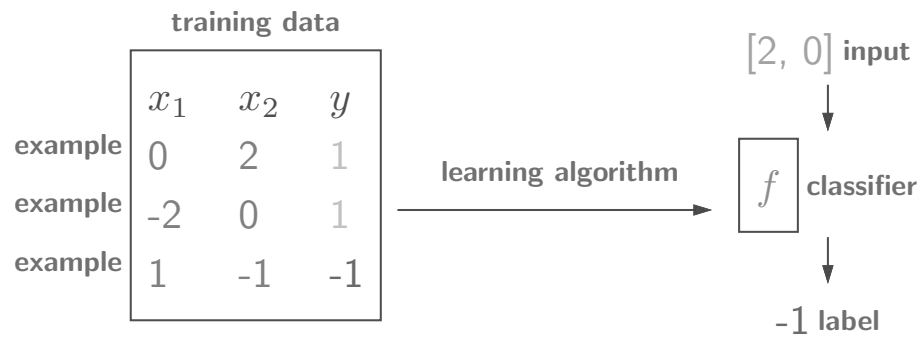 training data
x₁ x₂ y
example 0 2 1
example -2 0 1
example 1 -1 -1
learning algorithm
[2, 0] input
f classifier
-1 label